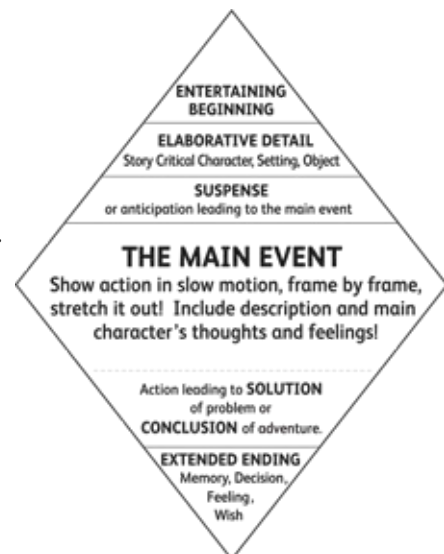 ENTERTAINING
BEGINNING
ELABORATIVE DETAIL
Story Critical Character, Setting, Object
SUSPENSE
or anticipation leading to the main event
THE MAIN EVENT
Show action in slow motion, frame by frame,
stretch it out! Include description and main
character's thoughts and feelings!
Action leading to SOLUTION
of problem or
CONCLUSION of adventure.
EXTENDED ENDING
Memory, Decision,
Feeling,
Wish